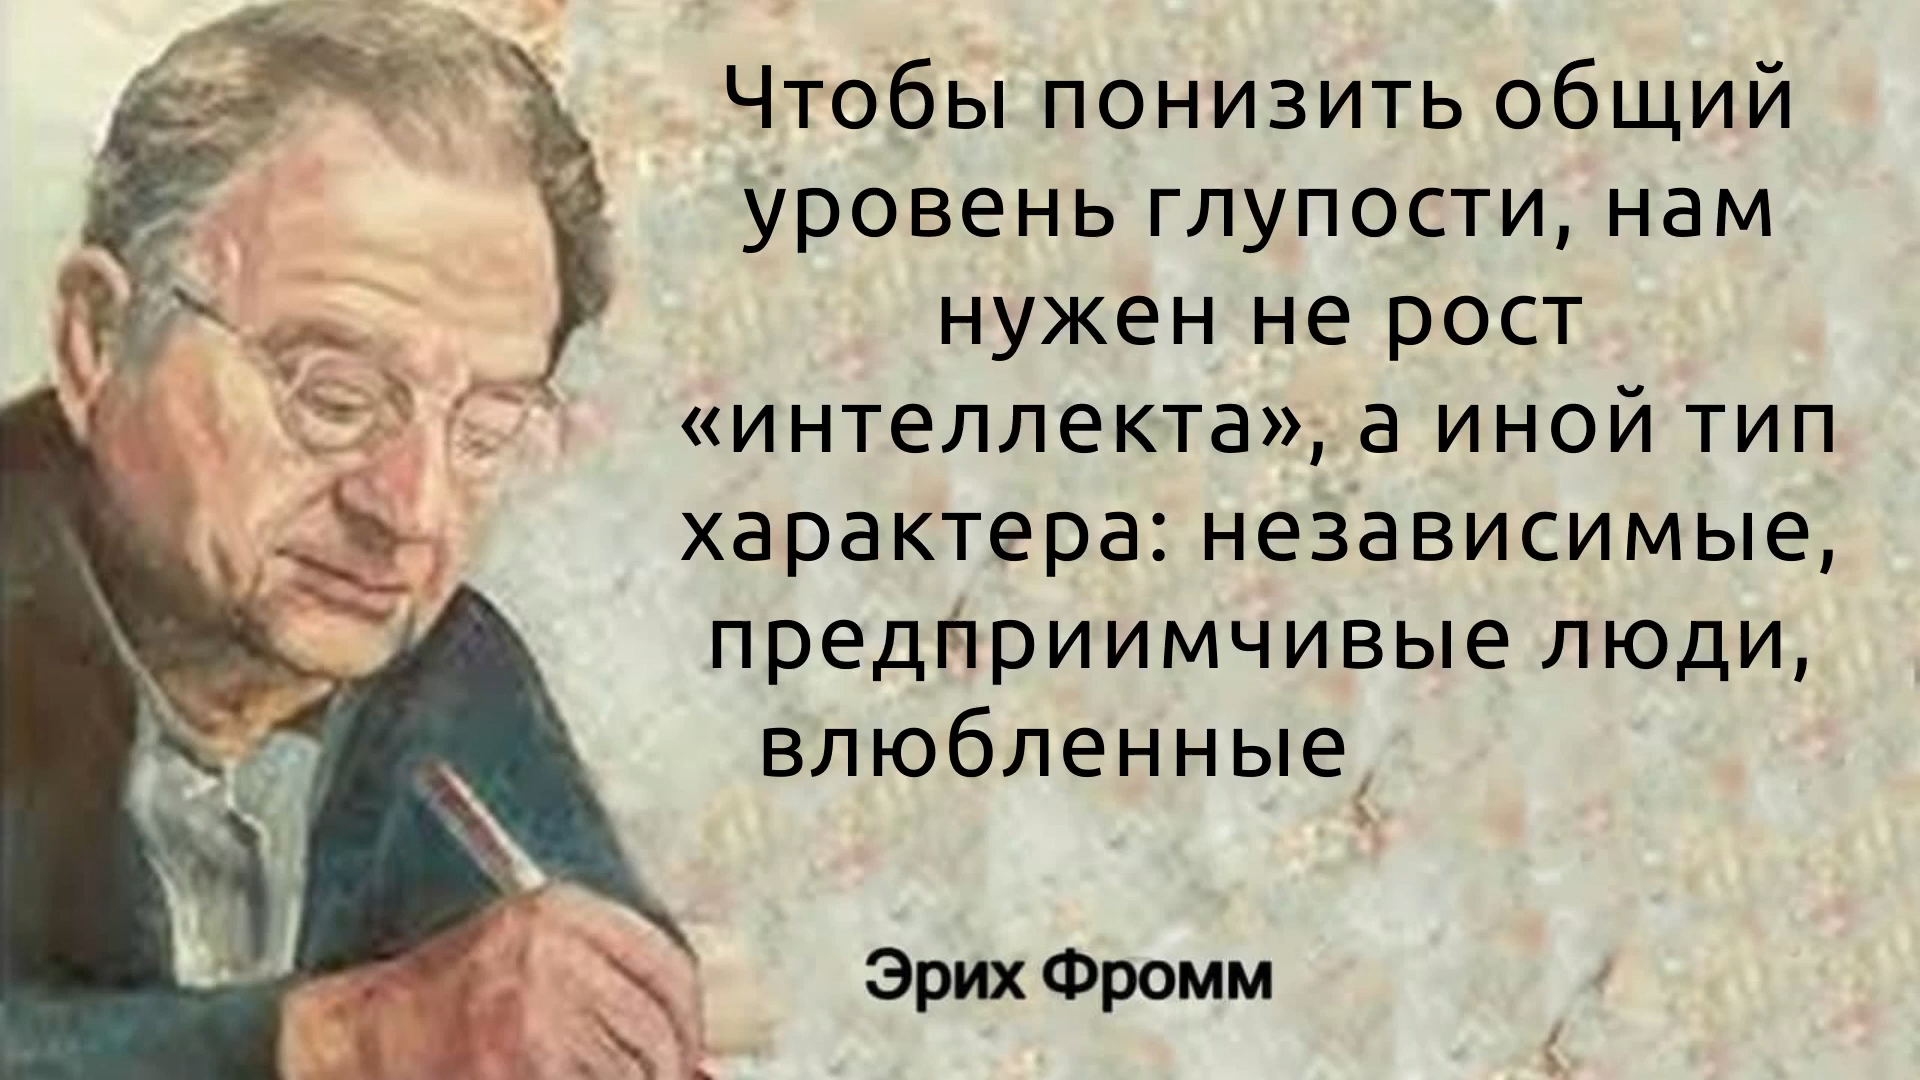 Чтобы понизить общий
уровень глупости, нам
нужен не рост
«интеллекта», а иной тип
характера: независимые,
предприимчивые люди,
влюбленные
Эрих Фромм